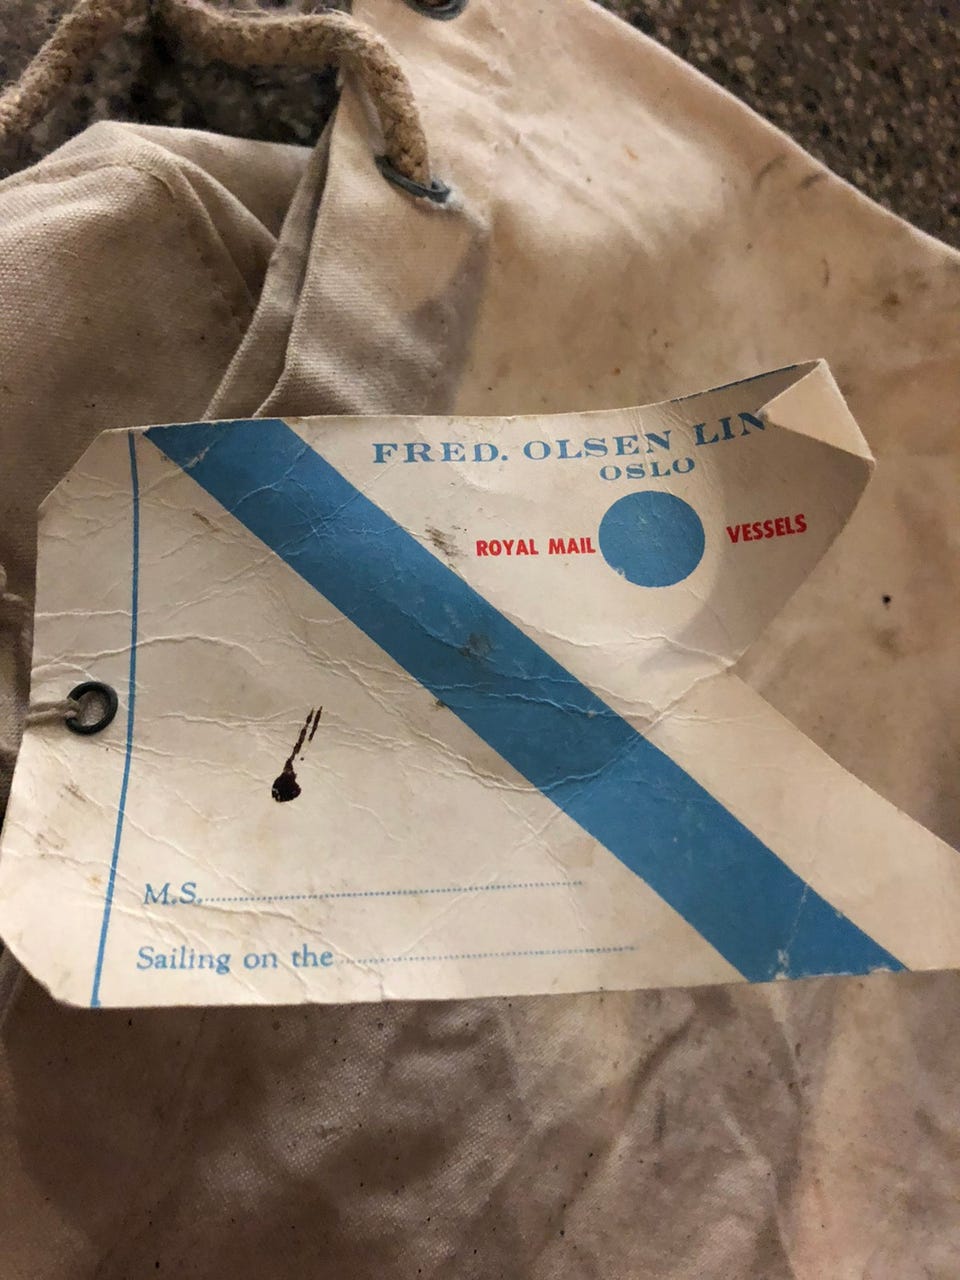 FRED. OLSEN LIN
OSLO
ROYAL MAIL VESSELS
M.S.
Sailing on the